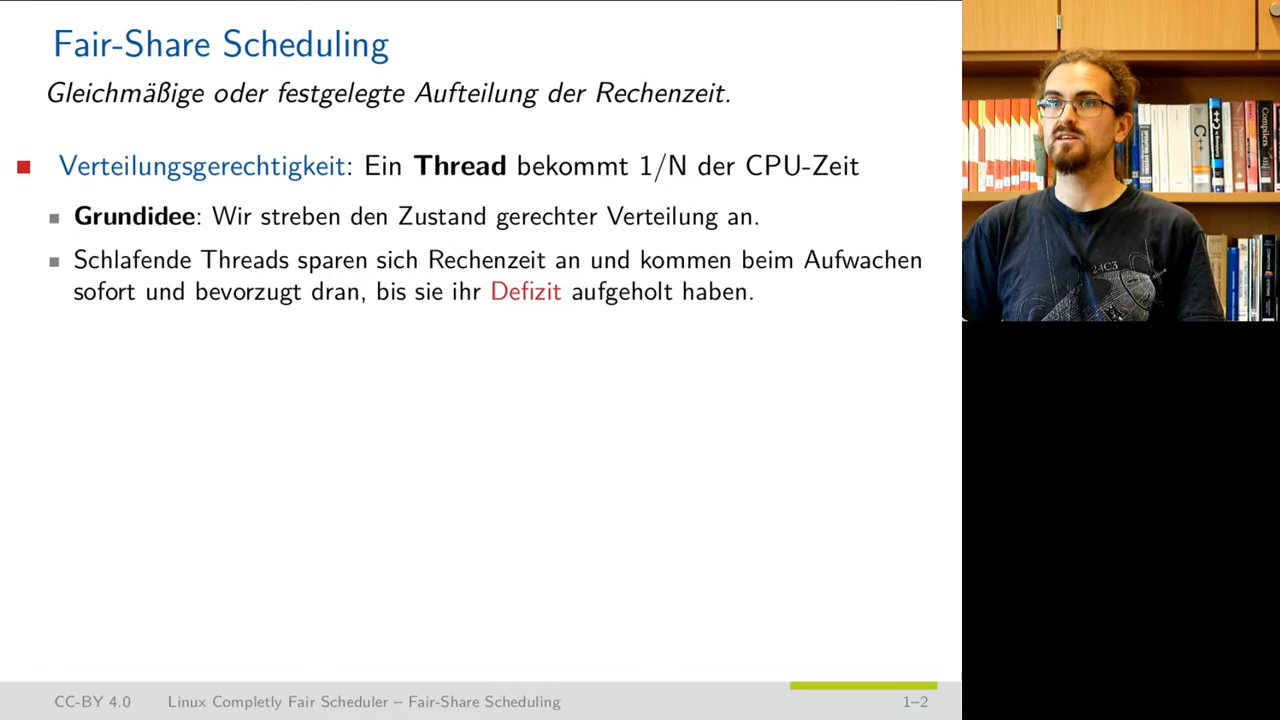 Fair-Share Scheduling
Gleichmäßige oder festgelegte Aufteilung der Rechenzeit.
Verteilungsgerechtigkeit: Ein Thread bekommt 1/N der CPU-Zeit
Grundidee: Wir streben den Zustand gerechter Verteilung an.
Schlafende Threads sparen sich Rechenzeit an und kommen beim Aufwachen
sofort und bevorzugt dran, bis sie ihr Defizit aufgeholt haben.
CC-BY 4.0 Linux Completly Fair Scheduler – Fair-Share Scheduling 1–2
24C3
C++
Compilers